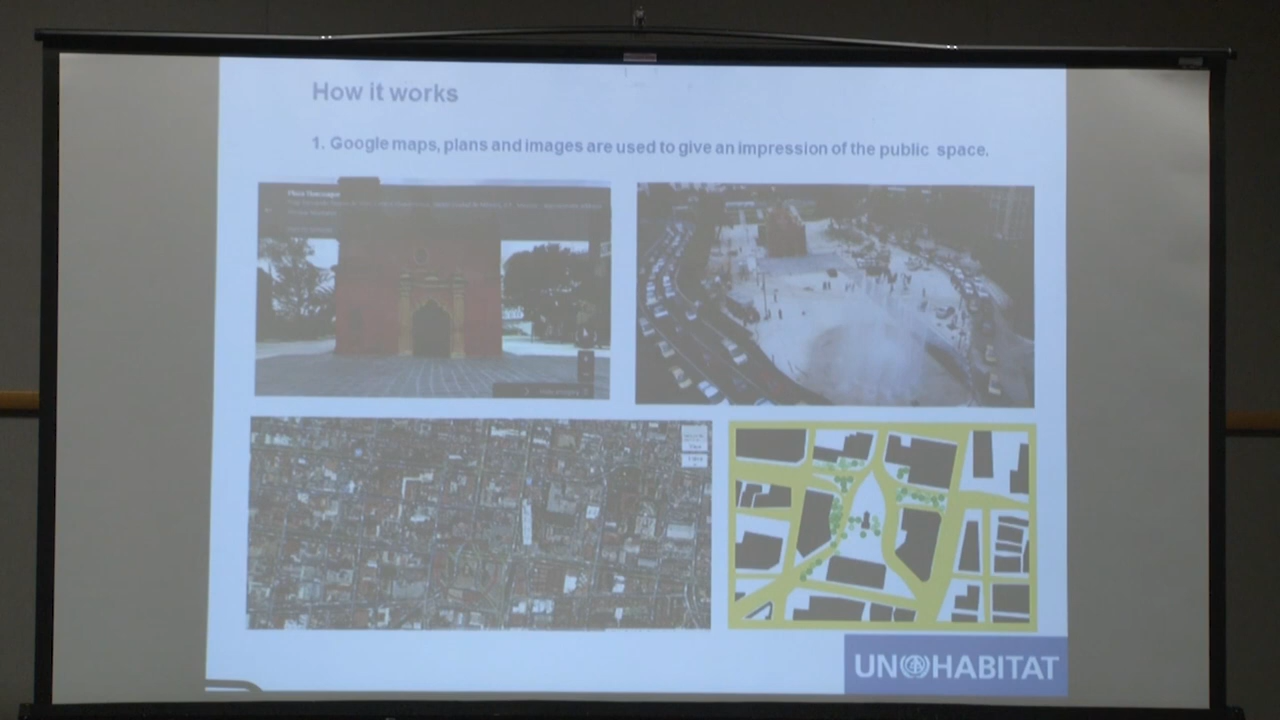 How it works
1. Google maps, plans and images are used to give an impression of the public space.
UN HABITAT